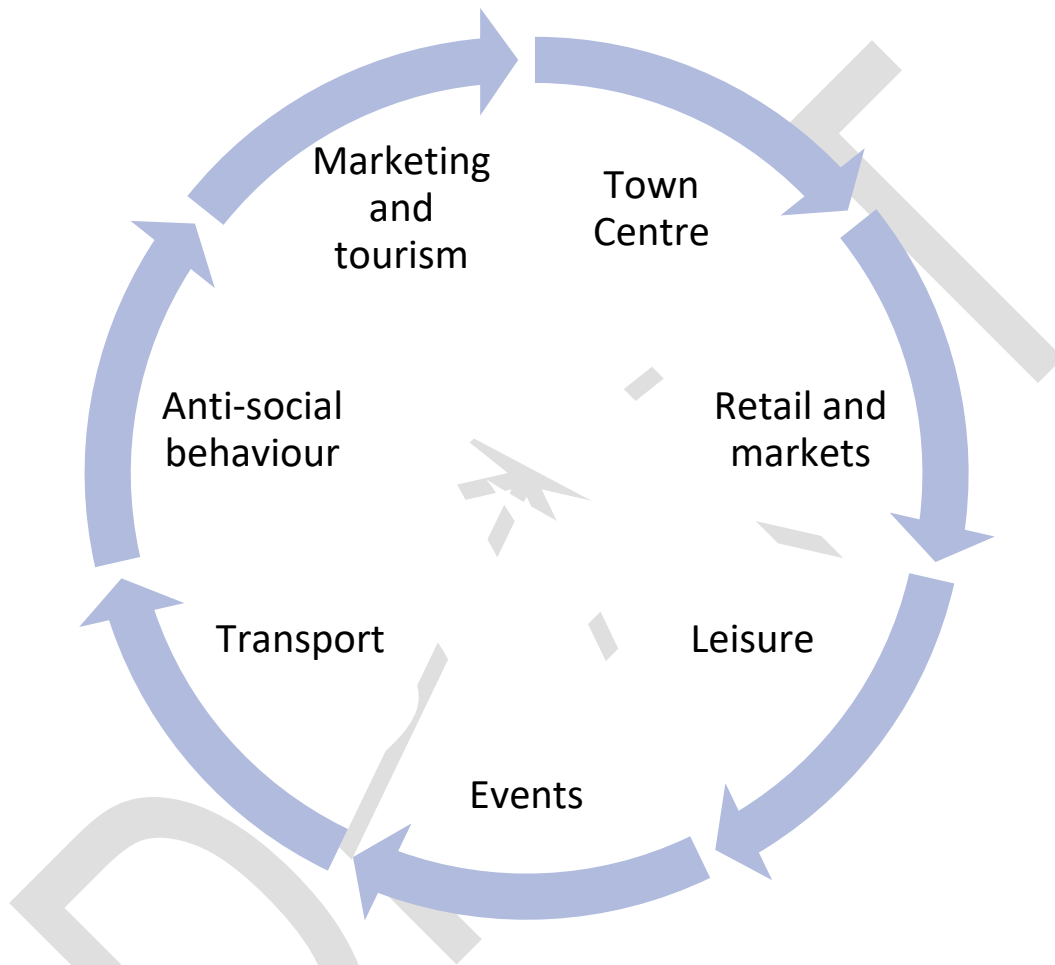 Town
Centre
Retail and
markets
Leisure
Events
Transport
Anti-social
behaviour
Marketing
and
tourism